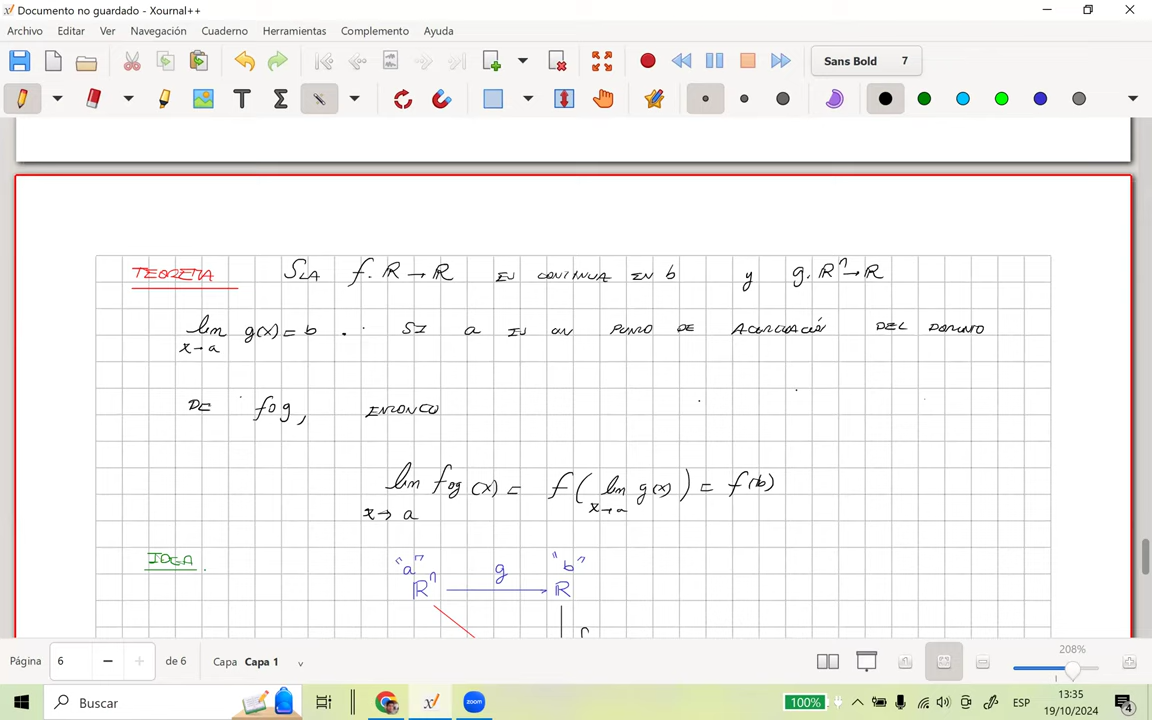 Documento no guardado - Xournal++
Archivo Editar Ver Navegación Cuaderno Herramientas Complemento Ayuda
Sans Bold 7
TEOREMA SEA f: R → R ES CONTINUA EN b y g: Rⁿ → R
lim g(x) = b . SI a ES UN PUNTO DE ACUMULACIÓN DEL DOMINIO
x → a
DE fog, ENTONCES
lim fog (x) = f( lim g(x) ) = f(b)
x → a x → a
IDEA "a" "b"
Rⁿ g R
f
Página 6 de 6 Capa Capa 1 208%
Buscar zoom 100% ESP 13:35
19/10/2024 4